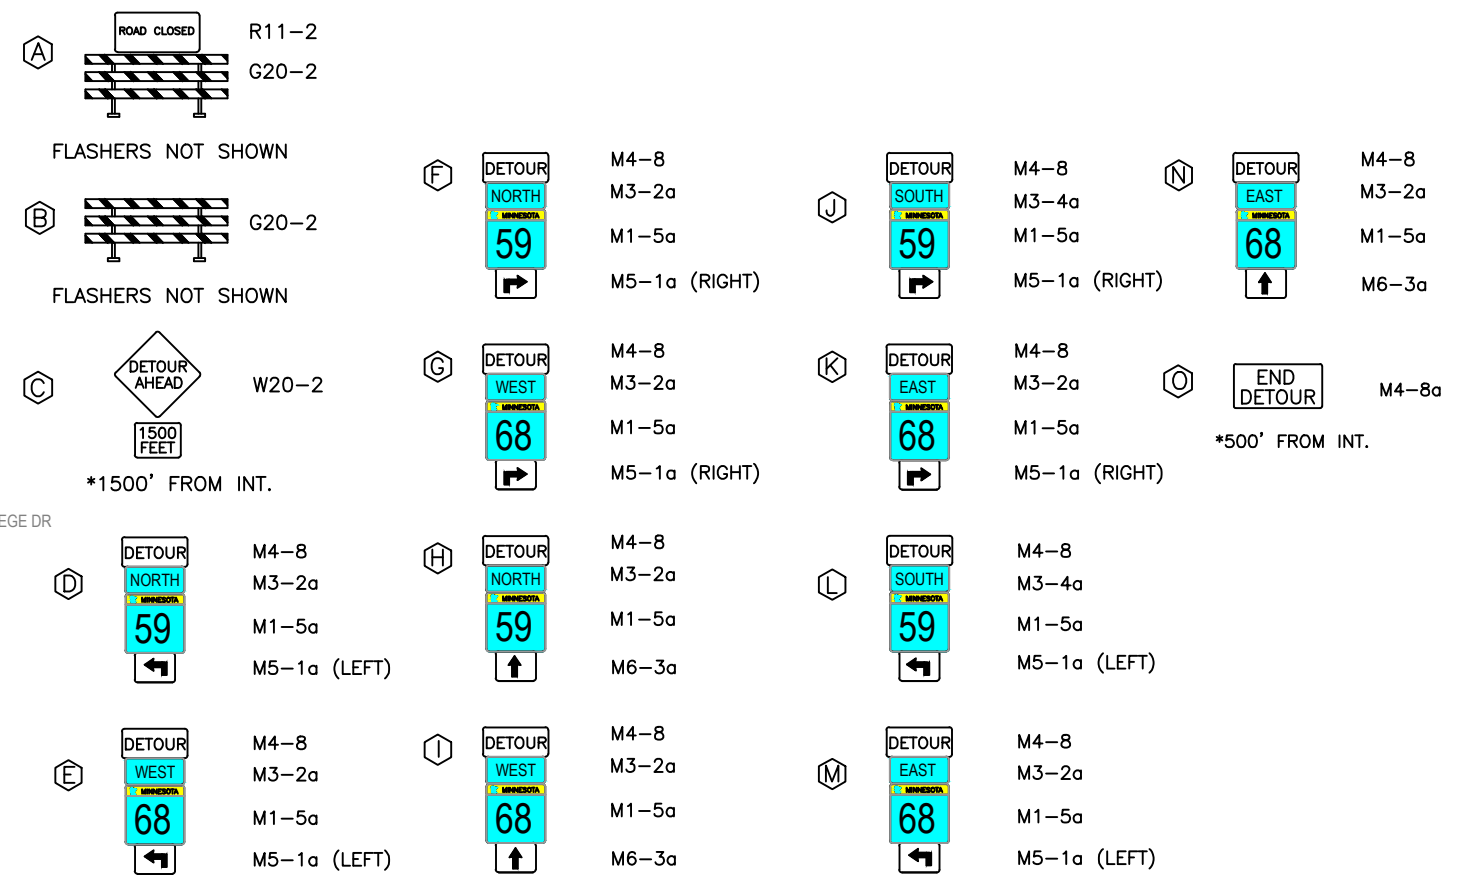 A
ROAD CLOSED
R11-2
G20-2
FLASHERS NOT SHOWN
B
G20-2
FLASHERS NOT SHOWN
C
DETOUR
AHEAD
W20-2
1500
FEET
*1500' FROM INT.
EGE DR
D
DETOUR
NORTH
MINNESOTA
59
M4-8
M3-2a
M1-5a
M5-1a (LEFT)
E
DETOUR
WEST
MINNESOTA
68
M4-8
M3-2a
M1-5a
M5-1a (LEFT)
F
DETOUR
NORTH
MINNESOTA
59
M4-8
M3-2a
M1-5a
M5-1a (RIGHT)
G
DETOUR
WEST
MINNESOTA
68
M4-8
M3-2a
M1-5a
M5-1a (RIGHT)
H
DETOUR
NORTH
MINNESOTA
59
M4-8
M3-2a
M1-5a
M6-3a
I
DETOUR
WEST
MINNESOTA
68
M4-8
M3-2a
M1-5a
M6-3a
J
DETOUR
SOUTH
MINNESOTA
59
M4-8
M3-4a
M1-5a
M5-1a (RIGHT)
K
DETOUR
EAST
MINNESOTA
68
M4-8
M3-2a
M1-5a
M5-1a (RIGHT)
L
DETOUR
SOUTH
MINNESOTA
59
M4-8
M3-4a
M1-5a
M5-1a (LEFT)
M
DETOUR
EAST
MINNESOTA
68
M4-8
M3-2a
M1-5a
M5-1a (LEFT)
N
DETOUR
EAST
MINNESOTA
68
M4-8
M3-2a
M1-5a
M6-3a
O
END
DETOUR
M4-8a
*500' FROM INT.